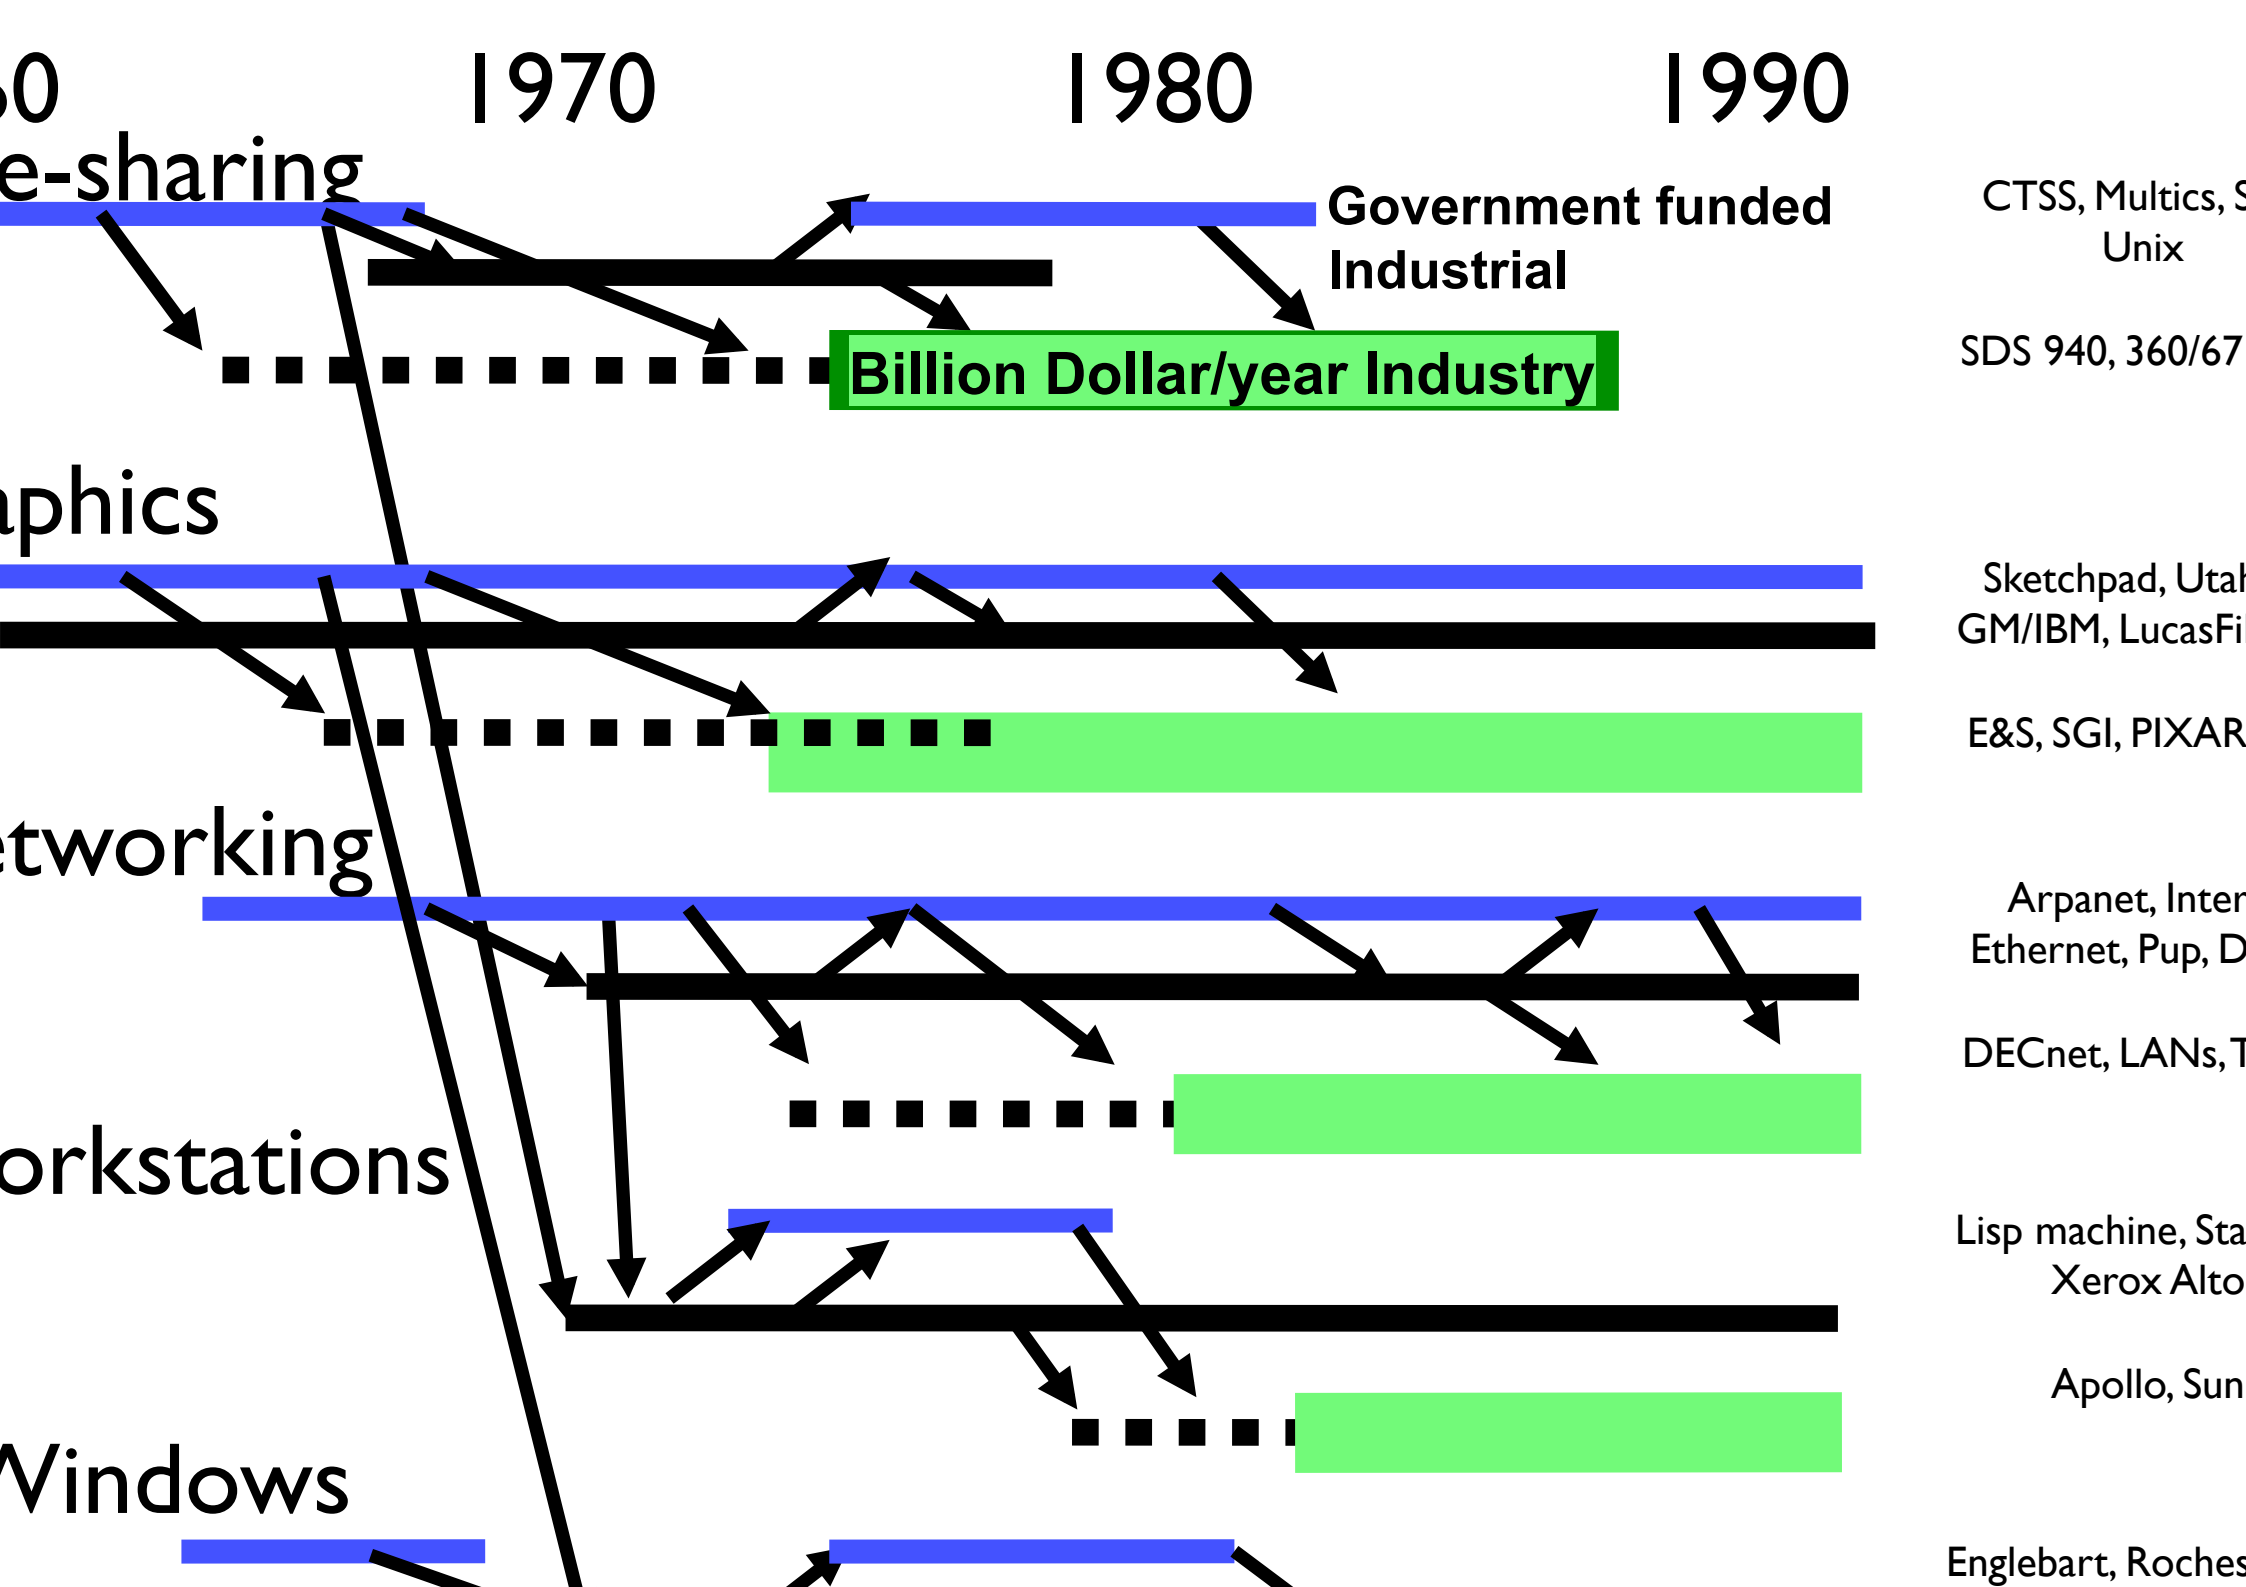 1970 1980 1990
e-sharing
Government funded
Industrial
CTSS, Multics, S
Unix
Billion Dollar/year Industry
SDS 940, 360/67
aphics
Sketchpad, Utah
GM/IBM, LucasFil
E&S, SGI, PIXAR
etworking
Arpanet, Inter
Ethernet, Pup, D
DECnet, LANs, T
orkstations
Lisp machine, Sta
Xerox Alto
Apollo, Sun
Windows
Englebart, Roches